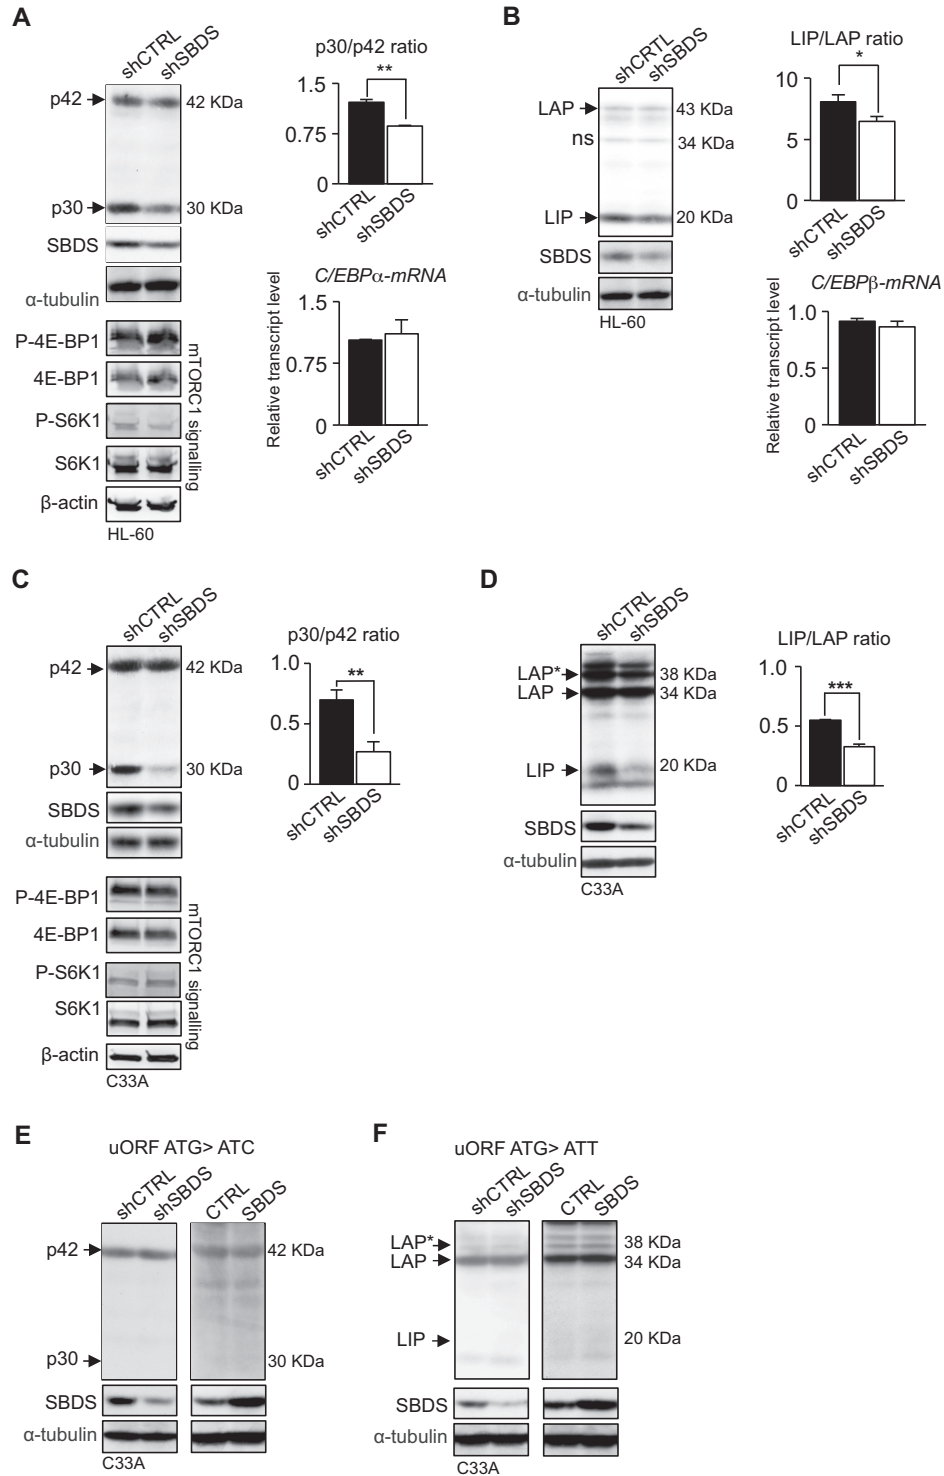 A
shCTRL
shSBDS
p42
42 KDa
p30
30 KDa
SBDS
α-tubulin
P-4E-BP1
4E-BP1
P-S6K1
S6K1
β-actin
mTORC1 signalling
HL-60
p30/p42 ratio
**
1.5
0.75
0
shCTRL
shSBDS
C/EBPα-mRNA
Relative transcript level
1.5
0.75
0
shCTRL
shSBDS
B
shCRTL
shSBDS
LAP
43 KDa
ns
34 KDa
LIP
20 KDa
SBDS
α-tubulin
HL-60
LIP/LAP ratio
*
10
5
0
shCTRL
shSBDS
C/EBPβ-mRNA
Relative transcript level
1.0
0.5
0
shCTRL
shSBDS
C
shCTRL
shSBDS
p42
42 KDa
p30
30 KDa
SBDS
α-tubulin
P-4E-BP1
4E-BP1
P-S6K1
S6K1
β-actin
mTORC1 signalling
C33A
p30/p42 ratio
**
1.0
0.5
0
shCTRL
shSBDS
D
shCTRL
shSBDS
LAP*
38 KDa
LAP
34 KDa
LIP
20 KDa
SBDS
α-tubulin
C33A
LIP/LAP ratio
***
1.0
0.5
0
shCTRL
shSBDS
E
uORF ATG> ATC
shCTRL
shSBDS
CTRL
SBDS
p42
42 KDa
p30
30 KDa
SBDS
α-tubulin
C33A
F
uORF ATG> ATT
shCTRL
shSBDS
CTRL
SBDS
LAP*
38 KDa
LAP
34 KDa
LIP
20 KDa
SBDS
α-tubulin
C33A